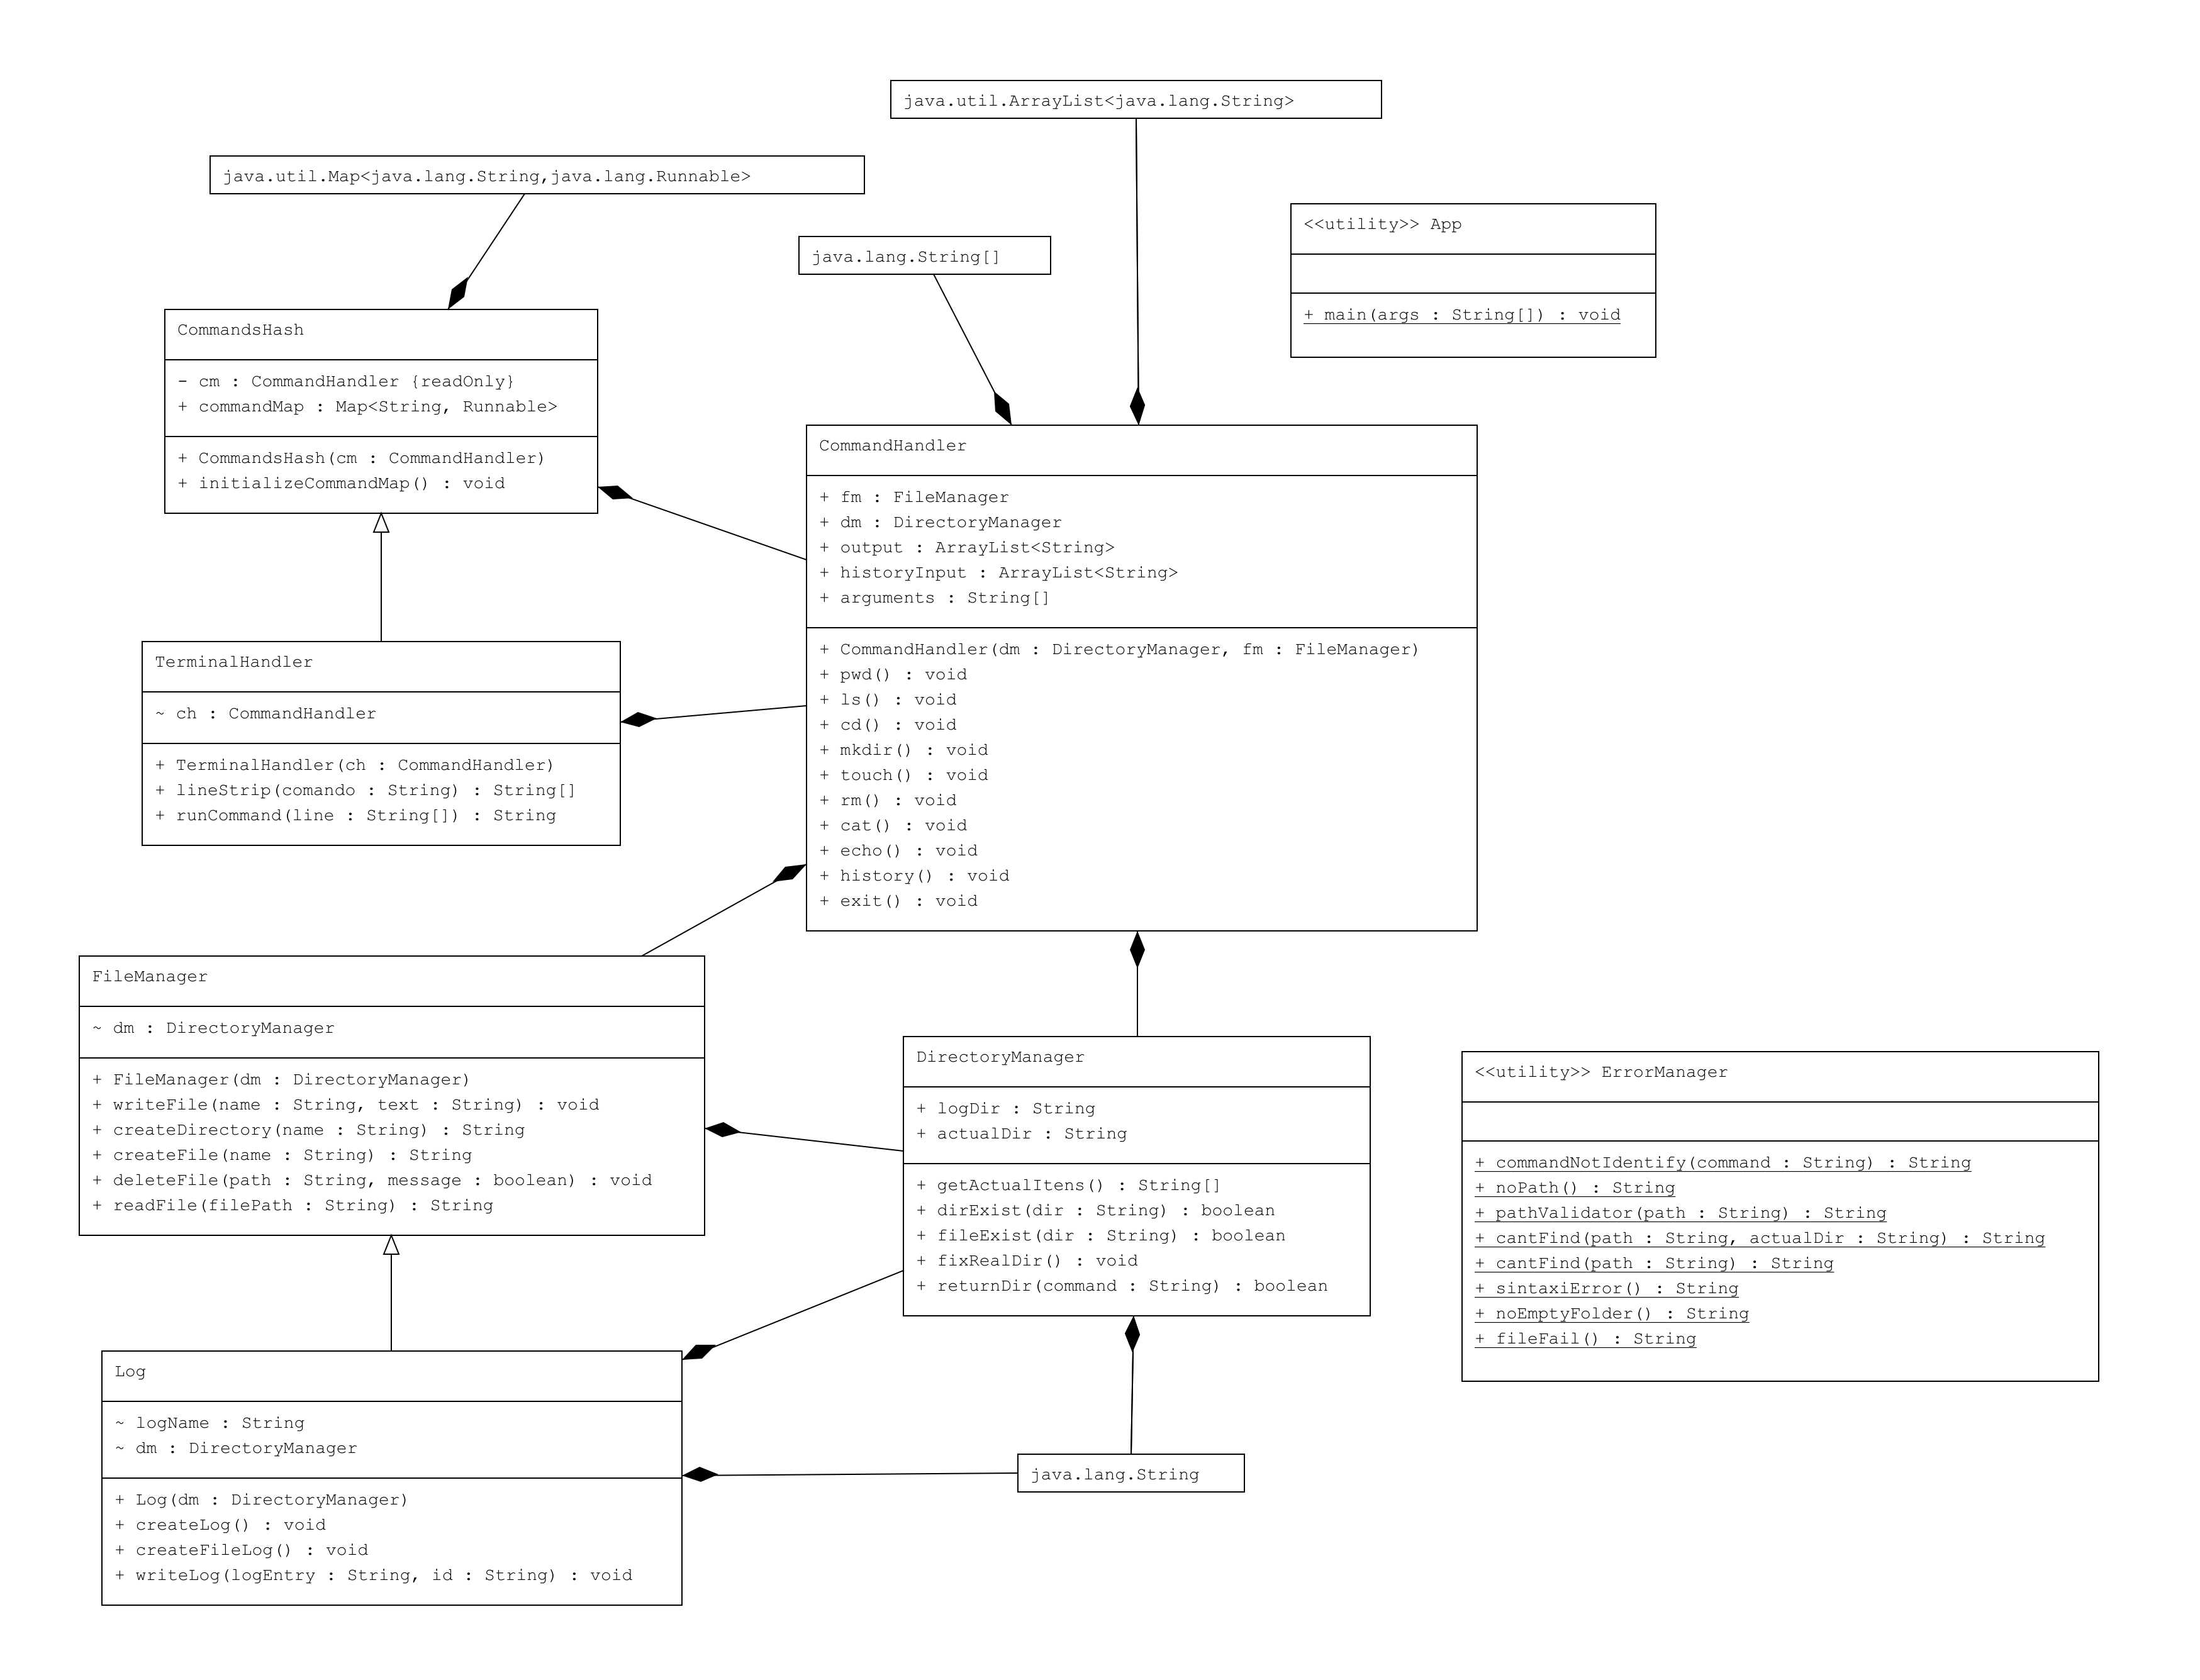 java.util.ArrayList<java.lang.String>
java.util.Map<java.lang.String,java.lang.Runnable>
java.lang.String[]
<<utility>> App
+ main(args : String[]) : void
CommandsHash
- cm : CommandHandler {readOnly}
+ commandMap : Map<String, Runnable>
+ CommandsHash(cm : CommandHandler)
+ initializeCommandMap() : void
CommandHandler
+ fm : FileManager
+ dm : DirectoryManager
+ output : ArrayList<String>
+ historyInput : ArrayList<String>
+ arguments : String[]
+ CommandHandler(dm : DirectoryManager, fm : FileManager)
+ pwd() : void
+ ls() : void
+ cd() : void
+ mkdir() : void
+ touch() : void
+ rm() : void
+ cat() : void
+ echo() : void
+ history() : void
+ exit() : void
TerminalHandler
~ ch : CommandHandler
+ TerminalHandler(ch : CommandHandler)
+ lineStrip(comando : String) : String[]
+ runCommand(line : String[]) : String
FileManager
~ dm : DirectoryManager
+ FileManager(dm : DirectoryManager)
+ writeFile(name : String, text : String) : void
+ createDirectory(name : String) : String
+ createFile(name : String) : String
+ deleteFile(path : String, message : boolean) : void
+ readFile(filePath : String) : String
DirectoryManager
+ logDir : String
+ actualDir : String
+ getActualItens() : String[]
+ dirExist(dir : String) : boolean
+ fileExist(dir : String) : boolean
+ fixRealDir() : void
+ returnDir(command : String) : boolean
<<utility>> ErrorManager
+ commandNotIdentify(command : String) : String
+ noPath() : String
+ pathValidator(path : String) : String
+ cantFind(path : String, actualDir : String) : String
+ cantFind(path : String) : String
+ sintaxiError() : String
+ noEmptyFolder() : String
+ fileFail() : String
Log
~ logName : String
~ dm : DirectoryManager
+ Log(dm : DirectoryManager)
+ createLog() : void
+ createFileLog() : void
+ writeLog(logEntry : String, id : String) : void
java.lang.String